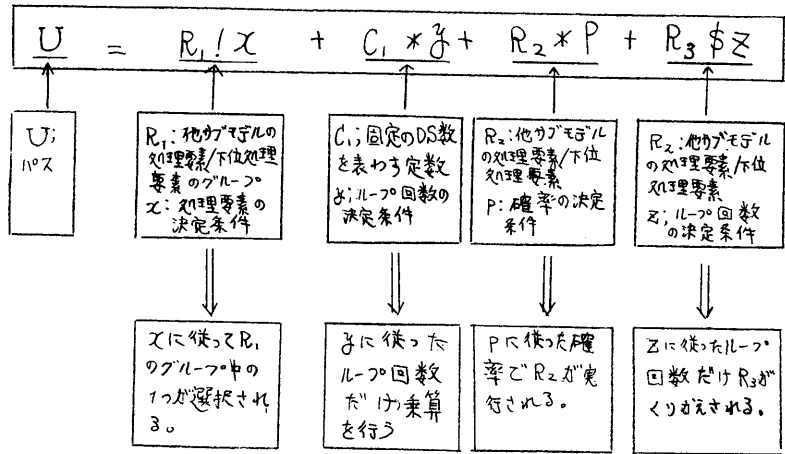 U = R₁!x + C₁*y + R₂*P + R₃$Z
U;
パス
R₁:他サブモデルの
処理要素/下位処理
要素のグループ
x:処理要素の
決定条件
C₁;固定のDS数
を表わす定数
y;ループ回数の
決定条件
R₂:他サブモデル
の処理要素/下位
処理要素
P:確率の決定
条件
R₂:他サブモデル
の処理要素/下位
処理要素
Z;ループ回数
の決定条件
xに従ってR₁
のグループ中の
1つが選択され
る。
yに従った
ループ回数
だけ乗算
を行う
Pに従った確
率でR₂が実
行される。
Zに従ったループ
回数だけR₃が
くりかえされる。